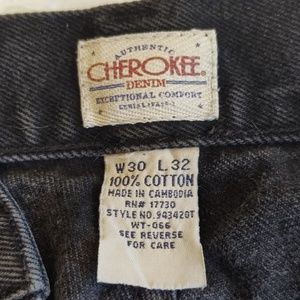 AUTHENTIC
CHEROKEE®
DENIM
EXCEPTIONAL COMFORT
W30 L.32
100% COTTON
MADE IN CAMBODIA
RN# 17730
STYLE NO. 943420T
WT-066
SEE REVERSE
FOR CARE